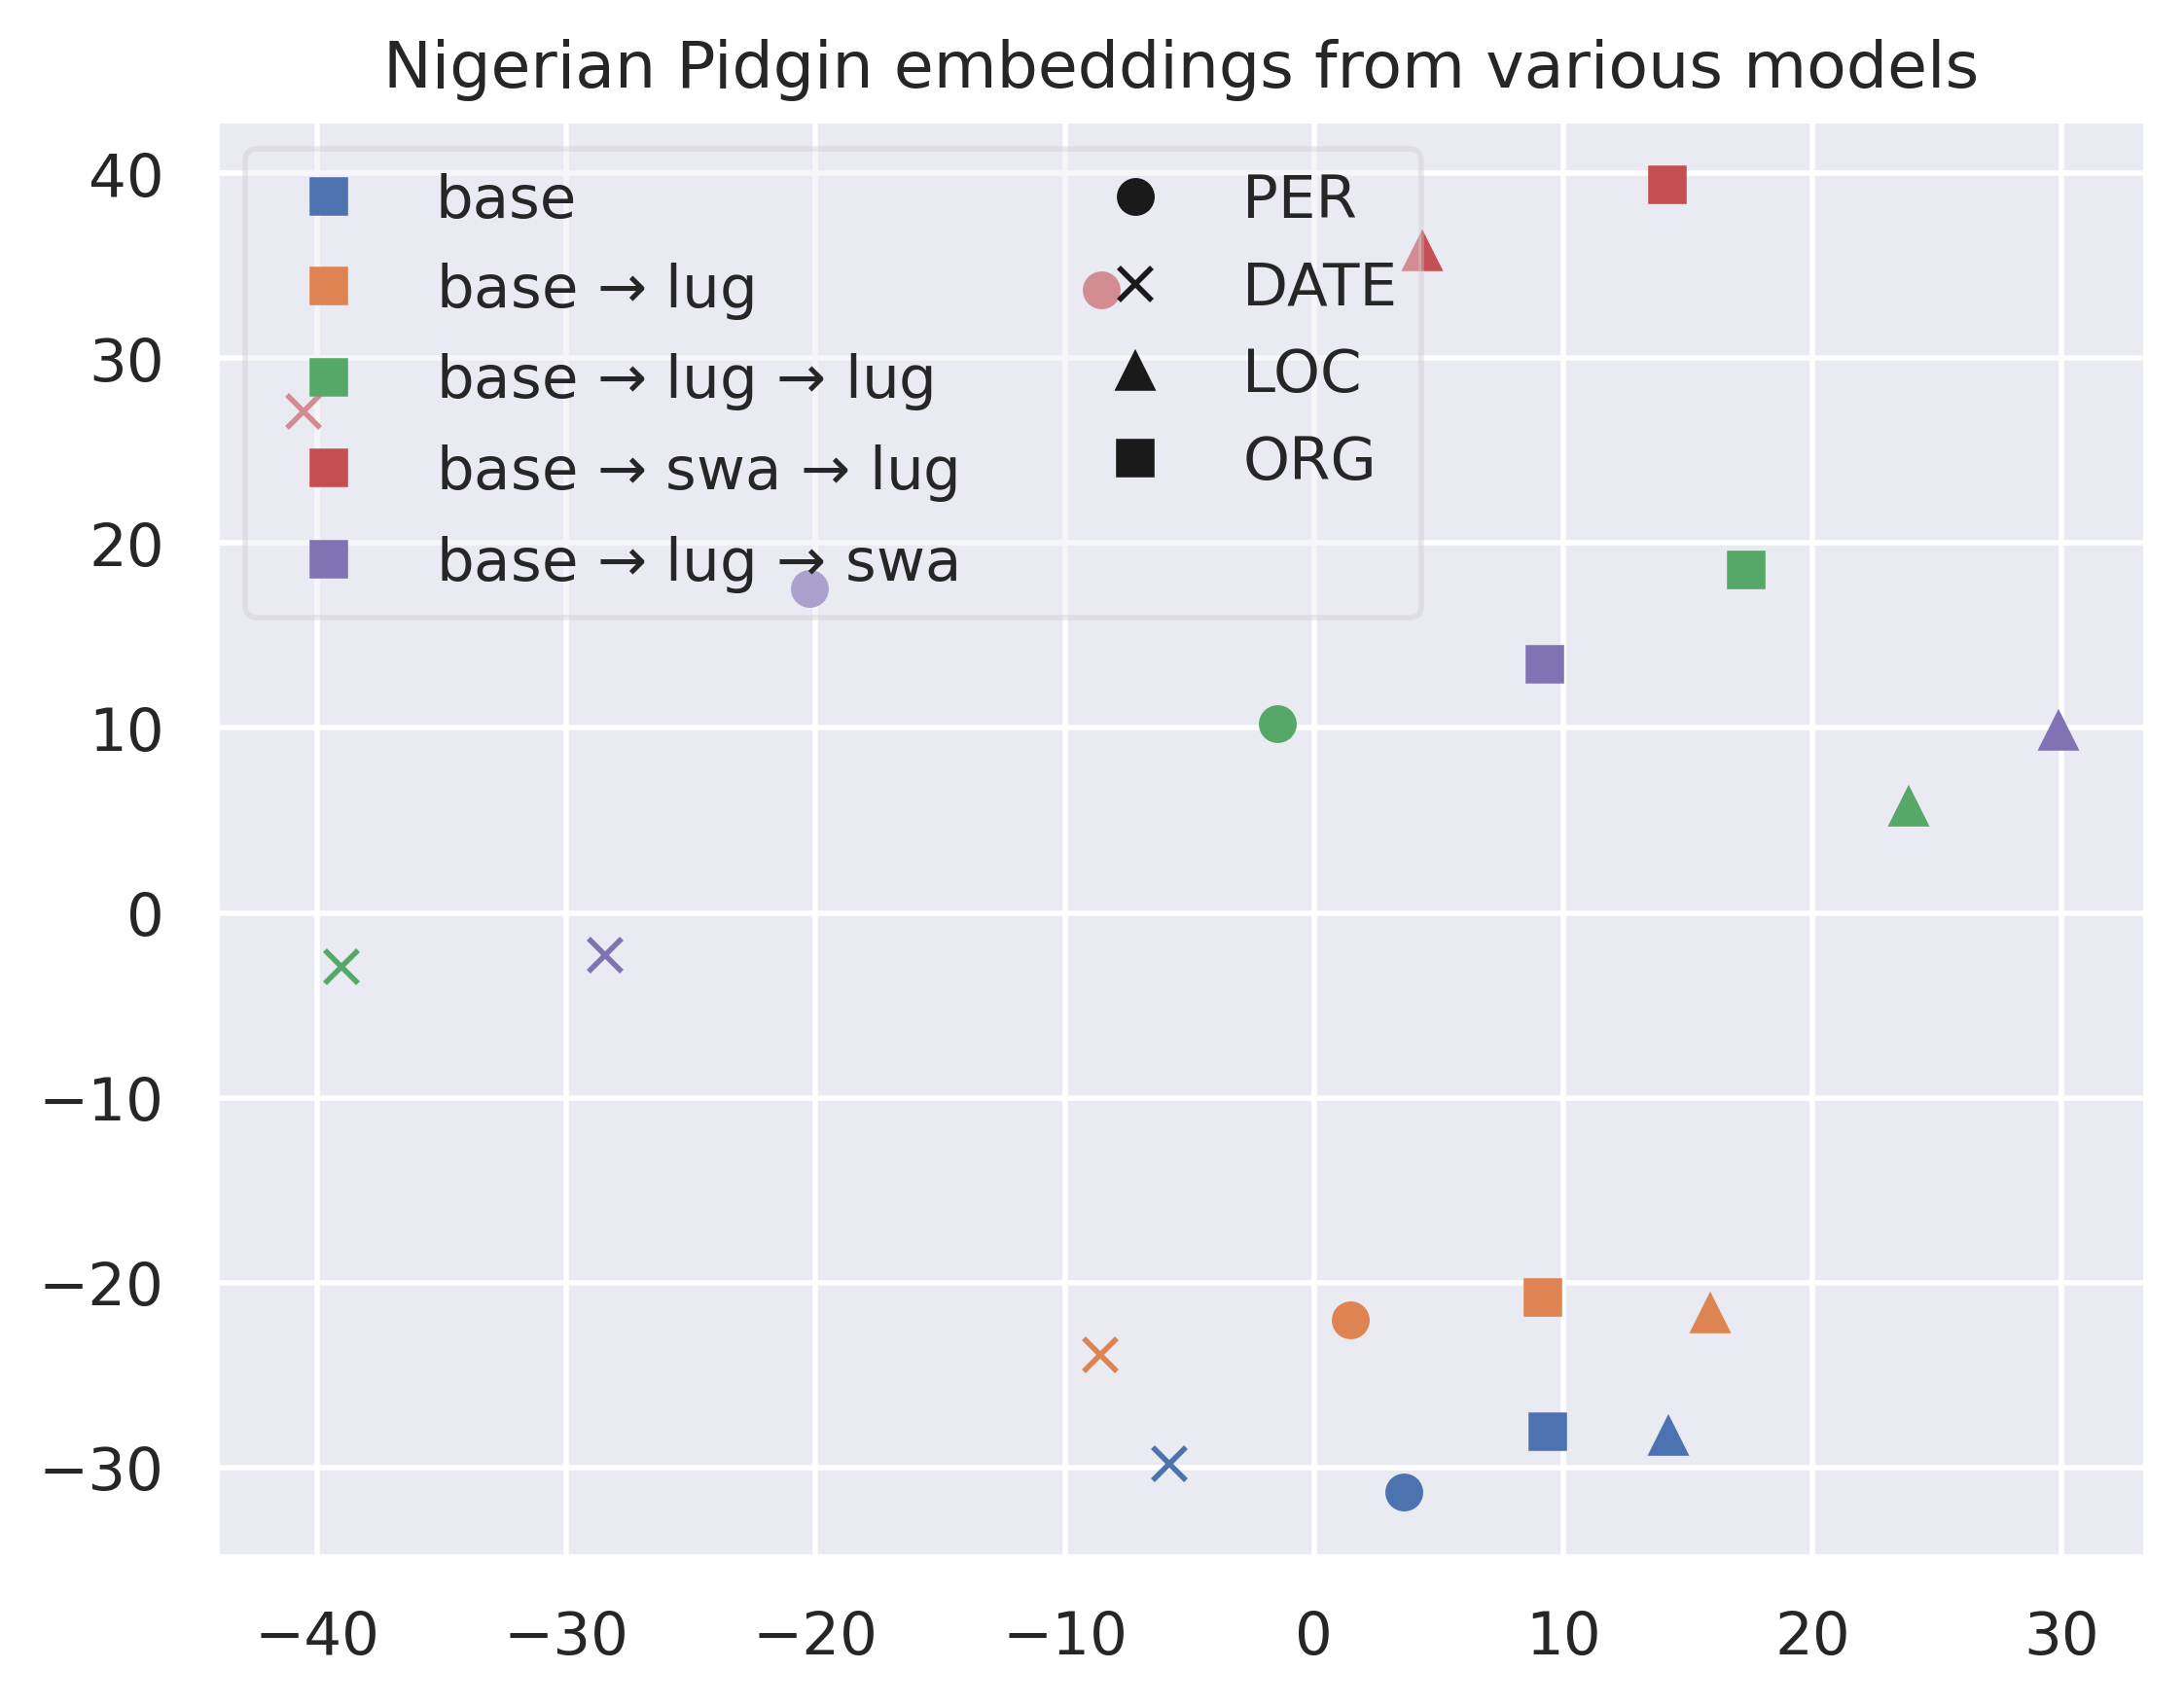 Nigerian Pidgin embeddings from various models
base
base → lug
base → lug → lug
base → swa → lug
base → lug → swa
PER
DATE
LOC
ORG
40
30
20
10
0
−10
−20
−30
−40 −30 −20 −10 0 10 20 30